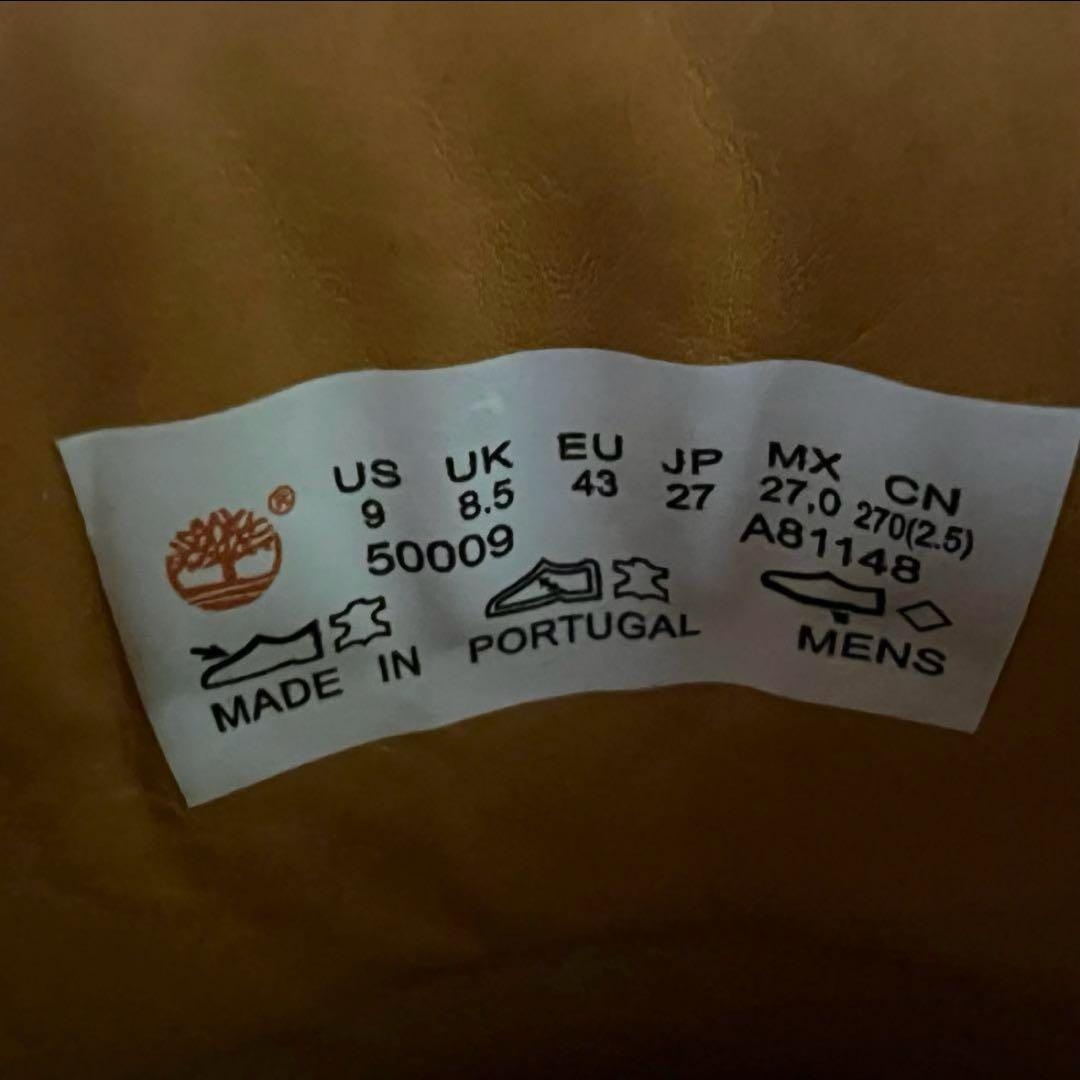 ®
US UK EU JP MX CN
9 8.5 43 27 27,0 270(2.5)
50009 A81148
MADE IN PORTUGAL MENS